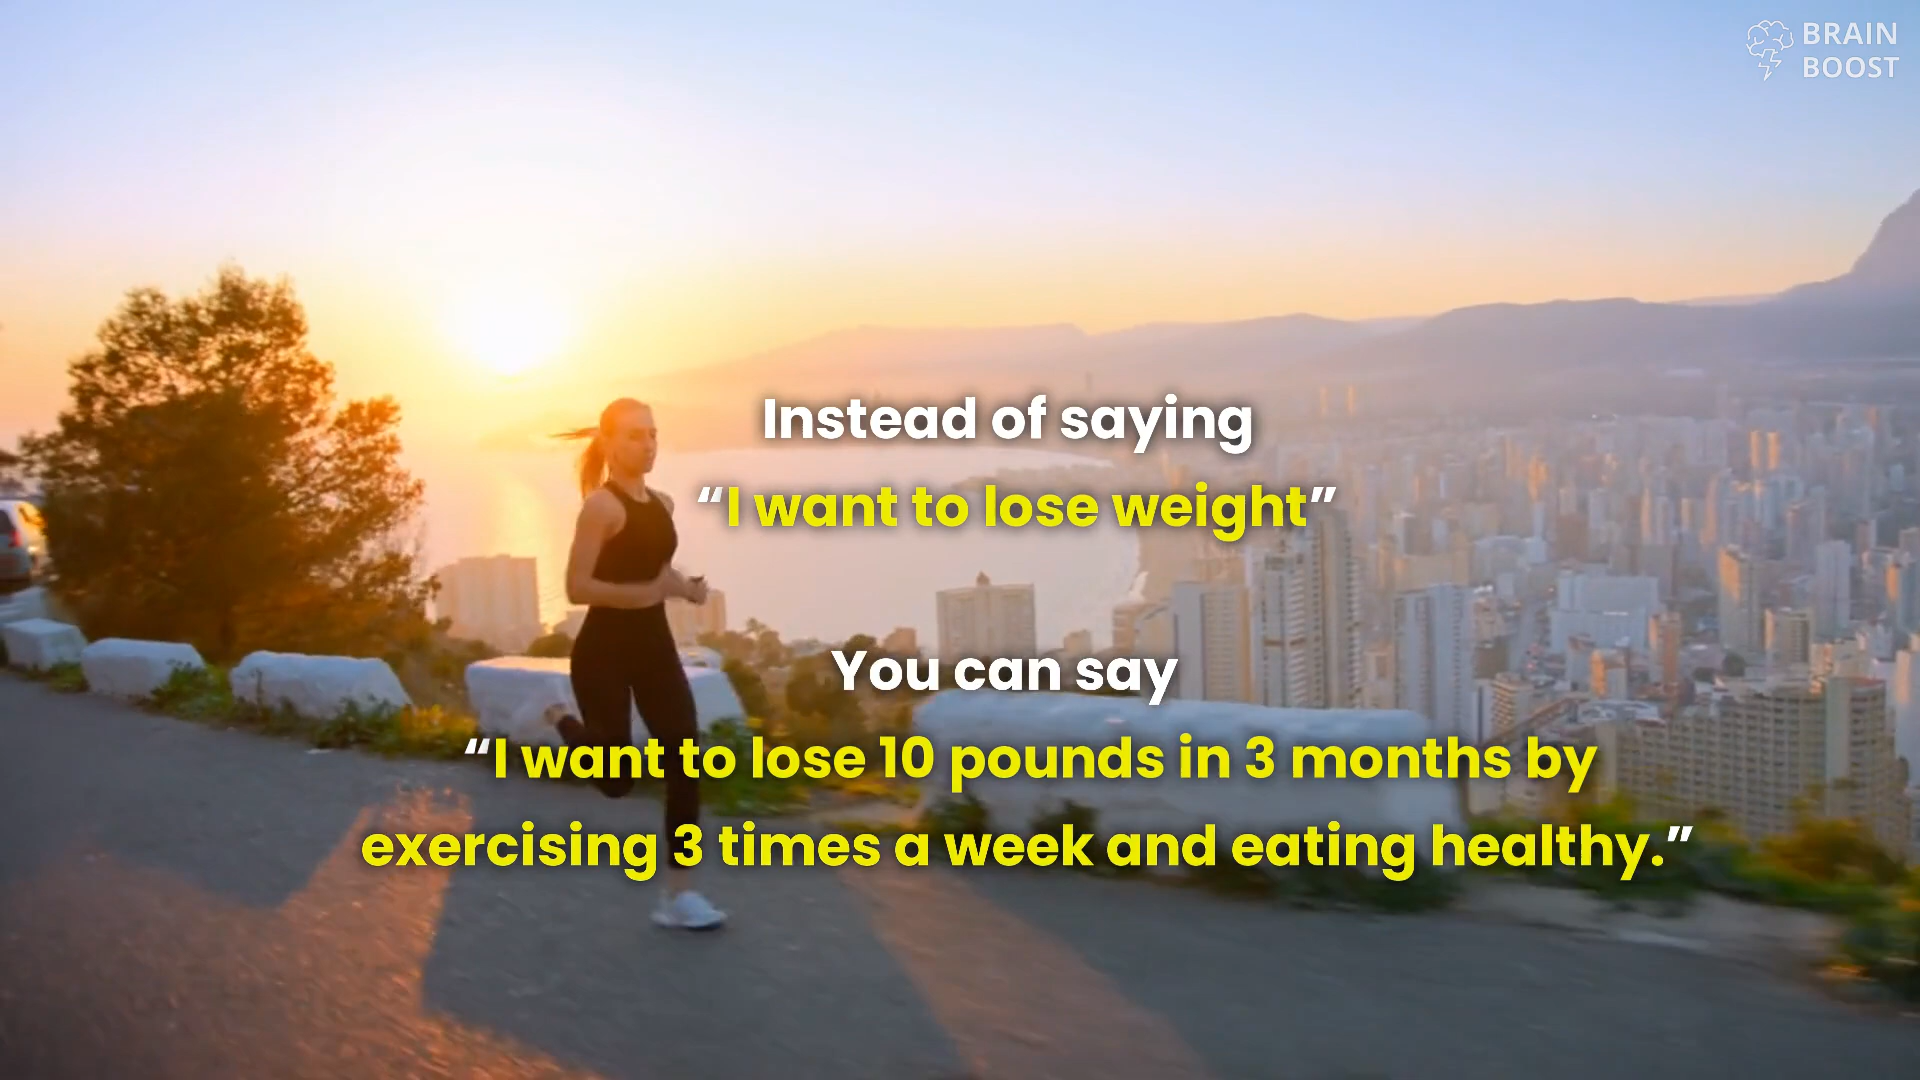 BRAIN
BOOST
Instead of saying
“I want to lose weight”
You can say
“I want to lose 10 pounds in 3 months by
exercising 3 times a week and eating healthy.”